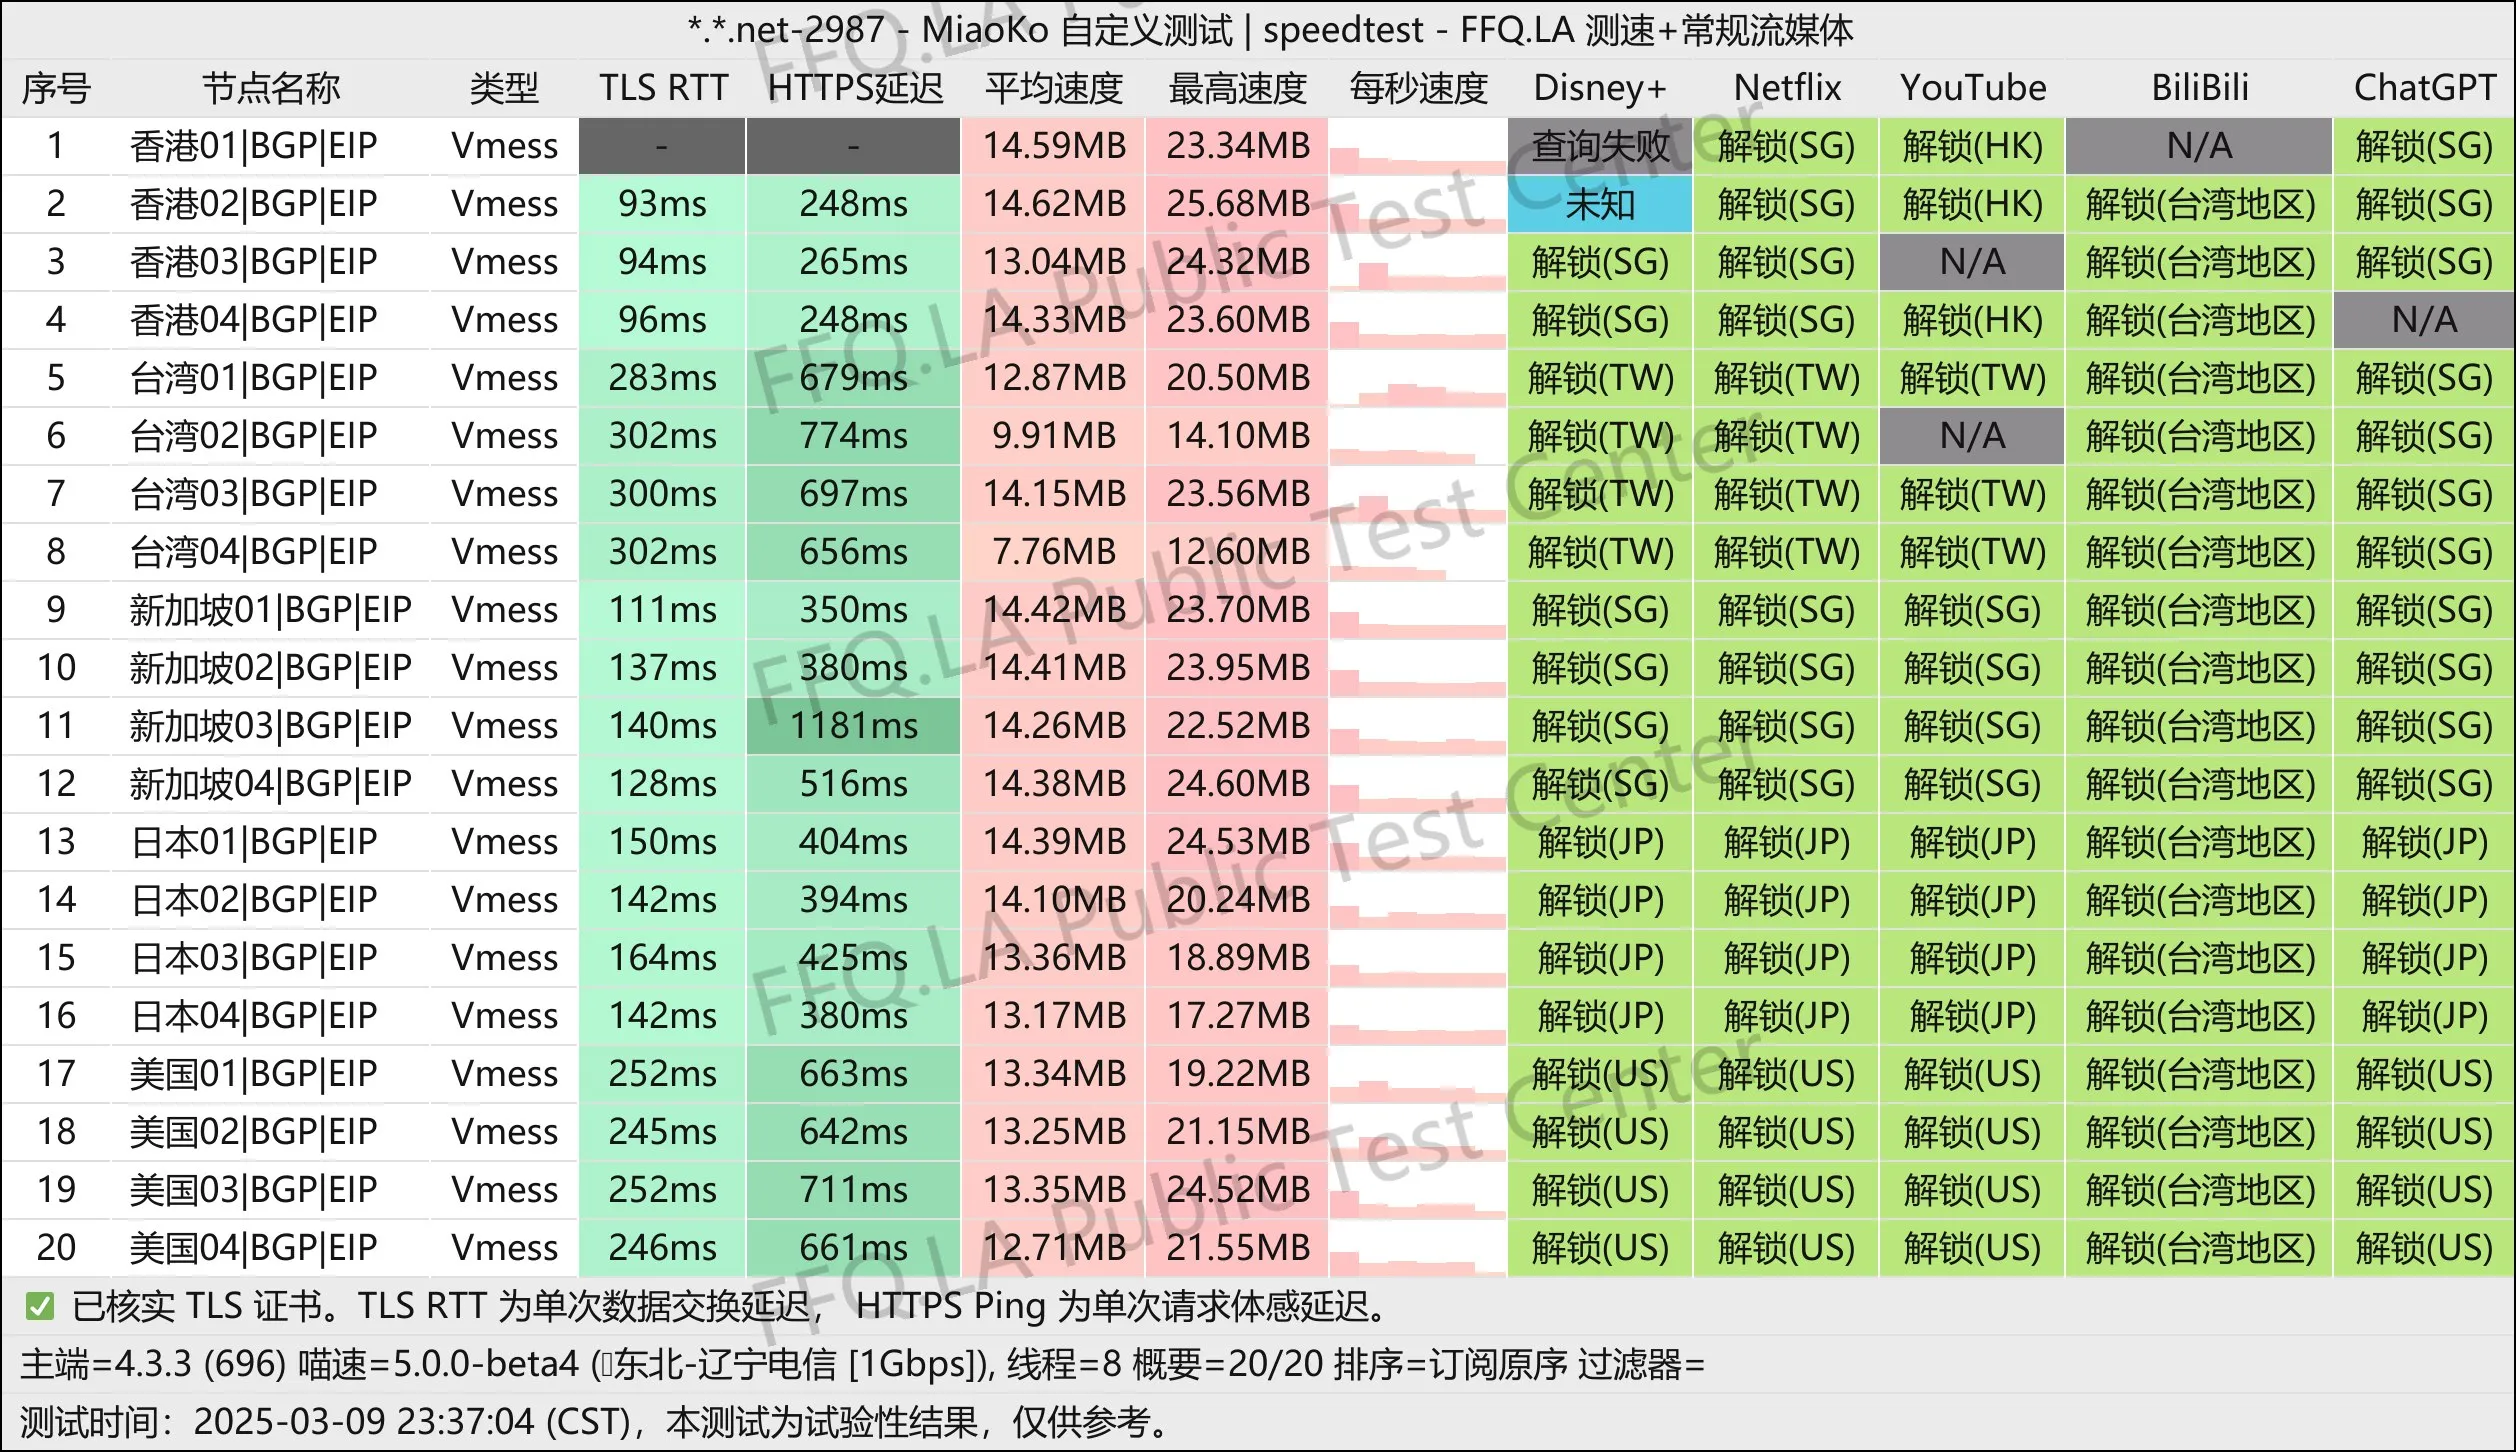 *.*.net-2987 - MiaoKo 自定义测试 | speedtest - FFQ.LA 测速+常规流媒体
序号 节点名称 类型 TLS RTT HTTPS延迟 平均速度 最高速度 每秒速度 Disney+ Netflix YouTube BiliBili ChatGPT
1 香港01|BGP|EIP Vmess - - 14.59MB 23.34MB 查询失败 解锁(SG) 解锁(HK) N/A 解锁(SG)
2 香港02|BGP|EIP Vmess 93ms 248ms 14.62MB 25.68MB 未知 解锁(SG) 解锁(HK) 解锁(台湾地区) 解锁(SG)
3 香港03|BGP|EIP Vmess 94ms 265ms 13.04MB 24.32MB 解锁(SG) 解锁(SG) N/A 解锁(台湾地区) 解锁(SG)
4 香港04|BGP|EIP Vmess 96ms 248ms 14.33MB 23.60MB 解锁(SG) 解锁(SG) 解锁(HK) 解锁(台湾地区) N/A
5 台湾01|BGP|EIP Vmess 283ms 679ms 12.87MB 20.50MB 解锁(TW) 解锁(TW) 解锁(TW) 解锁(台湾地区) 解锁(SG)
6 台湾02|BGP|EIP Vmess 302ms 774ms 9.91MB 14.10MB 解锁(TW) 解锁(TW) N/A 解锁(台湾地区) 解锁(SG)
7 台湾03|BGP|EIP Vmess 300ms 697ms 14.15MB 23.56MB 解锁(TW) 解锁(TW) 解锁(TW) 解锁(台湾地区) 解锁(SG)
8 台湾04|BGP|EIP Vmess 302ms 656ms 7.76MB 12.60MB 解锁(TW) 解锁(TW) 解锁(TW) 解锁(台湾地区) 解锁(SG)
9 新加坡01|BGP|EIP Vmess 111ms 350ms 14.42MB 23.70MB 解锁(SG) 解锁(SG) 解锁(SG) 解锁(台湾地区) 解锁(SG)
10 新加坡02|BGP|EIP Vmess 137ms 380ms 14.41MB 23.95MB 解锁(SG) 解锁(SG) 解锁(SG) 解锁(台湾地区) 解锁(SG)
11 新加坡03|BGP|EIP Vmess 140ms 1181ms 14.26MB 22.52MB 解锁(SG) 解锁(SG) 解锁(SG) 解锁(台湾地区) 解锁(SG)
12 新加坡04|BGP|EIP Vmess 128ms 516ms 14.38MB 24.60MB 解锁(SG) 解锁(SG) 解锁(SG) 解锁(台湾地区) 解锁(SG)
13 日本01|BGP|EIP Vmess 150ms 404ms 14.39MB 24.53MB 解锁(JP) 解锁(JP) 解锁(JP) 解锁(台湾地区) 解锁(JP)
14 日本02|BGP|EIP Vmess 142ms 394ms 14.10MB 20.24MB 解锁(JP) 解锁(JP) 解锁(JP) 解锁(台湾地区) 解锁(JP)
15 日本03|BGP|EIP Vmess 164ms 425ms 13.36MB 18.89MB 解锁(JP) 解锁(JP) 解锁(JP) 解锁(台湾地区) 解锁(JP)
16 日本04|BGP|EIP Vmess 142ms 380ms 13.17MB 17.27MB 解锁(JP) 解锁(JP) 解锁(JP) 解锁(台湾地区) 解锁(JP)
17 美国01|BGP|EIP Vmess 252ms 663ms 13.34MB 19.22MB 解锁(US) 解锁(US) 解锁(US) 解锁(台湾地区) 解锁(US)
18 美国02|BGP|EIP Vmess 245ms 642ms 13.25MB 21.15MB 解锁(US) 解锁(US) 解锁(US) 解锁(台湾地区) 解锁(US)
19 美国03|BGP|EIP Vmess 252ms 711ms 13.35MB 24.52MB 解锁(US) 解锁(US) 解锁(US) 解锁(台湾地区) 解锁(US)
20 美国04|BGP|EIP Vmess 246ms 661ms 12.71MB 21.55MB 解锁(US) 解锁(US) 解锁(US) 解锁(台湾地区) 解锁(US)
✅ 已核实 TLS 证书。TLS RTT 为单次数据交换延迟， HTTPS Ping 为单次请求体感延迟。
主端=4.3.3 (696) 喵速=5.0.0-beta4 (东北-辽宁电信 [1Gbps]), 线程=8 概要=20/20 排序=订阅原序 过滤器=
测试时间：2025-03-09 23:37:04 (CST)，本测试为试验性结果，仅供参考。
FFQ.LA Public Test Center
FFQ.LA Public Test Center
FFQ.LA Public Test Center
FFQ.LA Public Test Center
FFQ.LA Pu